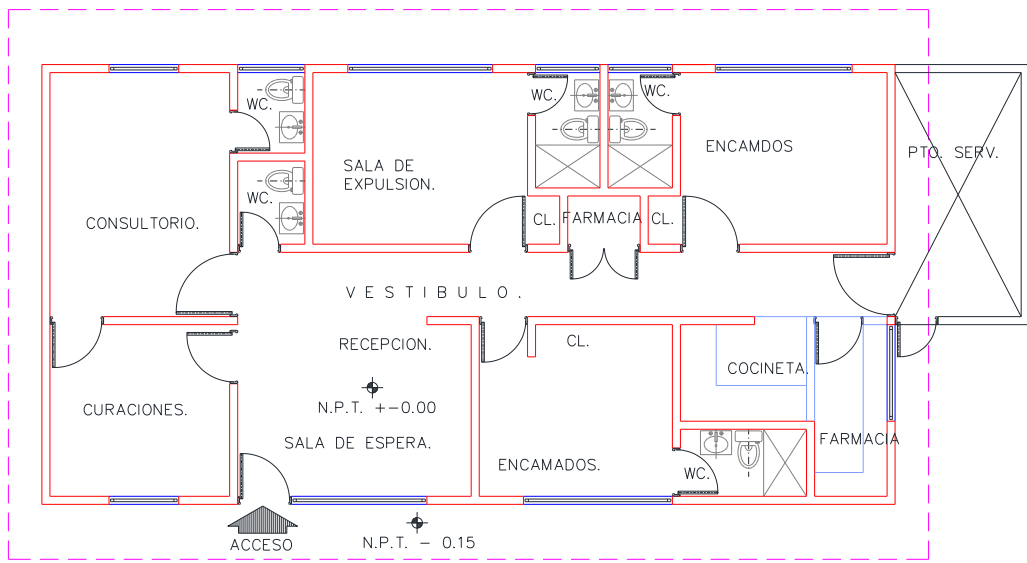 WC.
WC.
WC.
ENCAMDOS
PTO. SERV.
SALA DE
EXPULSION.
WC.
CONSULTORIO.
CL.
FARMACIA
CL.
VESTIBULO.
RECEPCION.
CL.
COCINETA.
N.P.T. +-0.00
CURACIONES.
SALA DE ESPERA.
FARMACIA
ENCAMADOS.
WC.
ACCESO
N.P.T. - 0.15